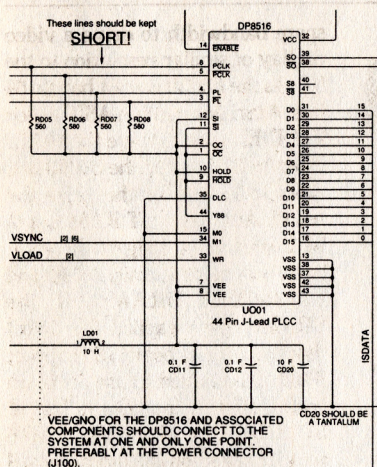 These lines should be kept
SHORT!
DP8516
VCC 32
14 ENABLE
SO 39
SO 38
6 PCLK
5 PCLK
S8 40
S8 41
4 PL
3 PL
RD05 560
RD06 560
RD07 560
RD08 560
D0 31 15
D1 30 14
D2 29 13
D3 28 12
D4 27 11
D5 26 10
D6 25 9
D7 24 8
D8 23 7
D9 22 6
D10 21 5
D11 20 4
D12 19 3
D13 18 2
D14 17 1
D15 16 0
12 SI
11 SI
2 OC
1 OC
10 HOLD
9 HOLD
35 DLC
44 Y88
15 M0
VSYNC [2] [6] 34 M1
VLOAD [2] 33 WR
VSS 13
VSS 38
VSS 37
VSS 42
VSS 43
7 VEE
8 VEE
UO01
44 Pin J-Lead PLCC
ISDATA
LD01
1 2
10 H
0.1 F
CD11
0.1 F
CD12
10 F
CD20
CD20 SHOULD BE
A TANTALUM
VEE/GNO FOR THE DP8516 AND ASSOCIATED
COMPONENTS SHOULD CONNECT TO THE
SYSTEM AT ONE AND ONLY ONE POINT.
PREFERABLY AT THE POWER CONNECTOR
(J100).